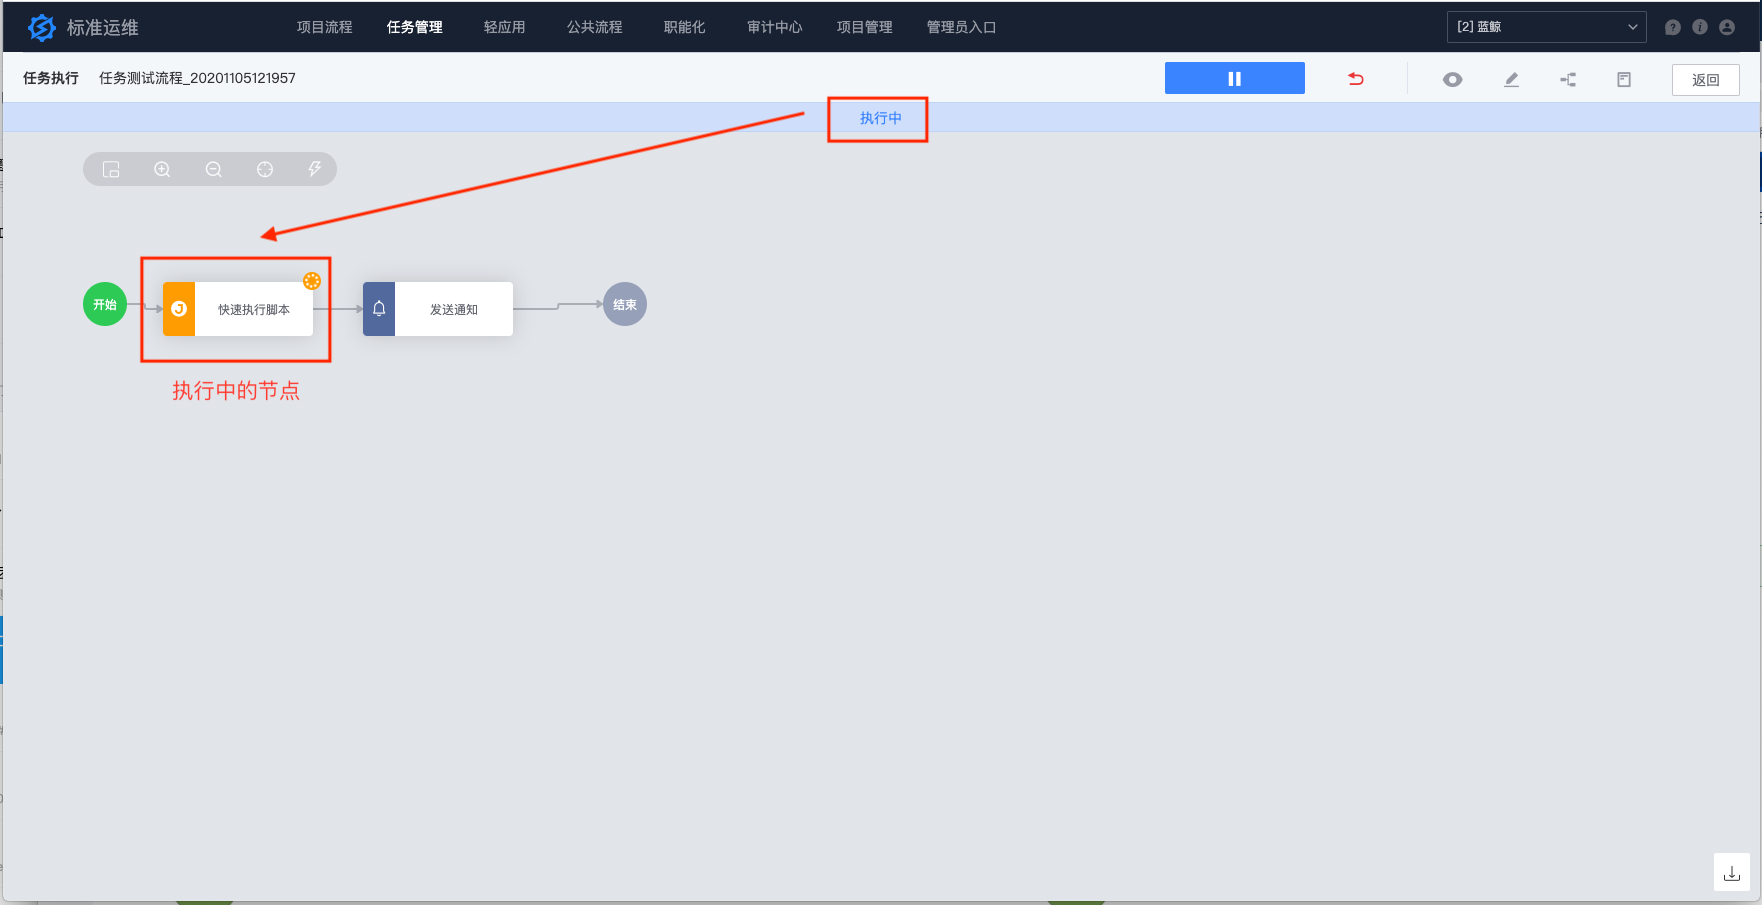 标准运维
项目流程 任务管理 轻应用 公共流程 职能化 审计中心 项目管理 管理员入口
[2] 蓝鲸
任务执行 任务测试流程_20201105121957
返回
执行中
开始
快速执行脚本
发送通知
结束
执行中的节点